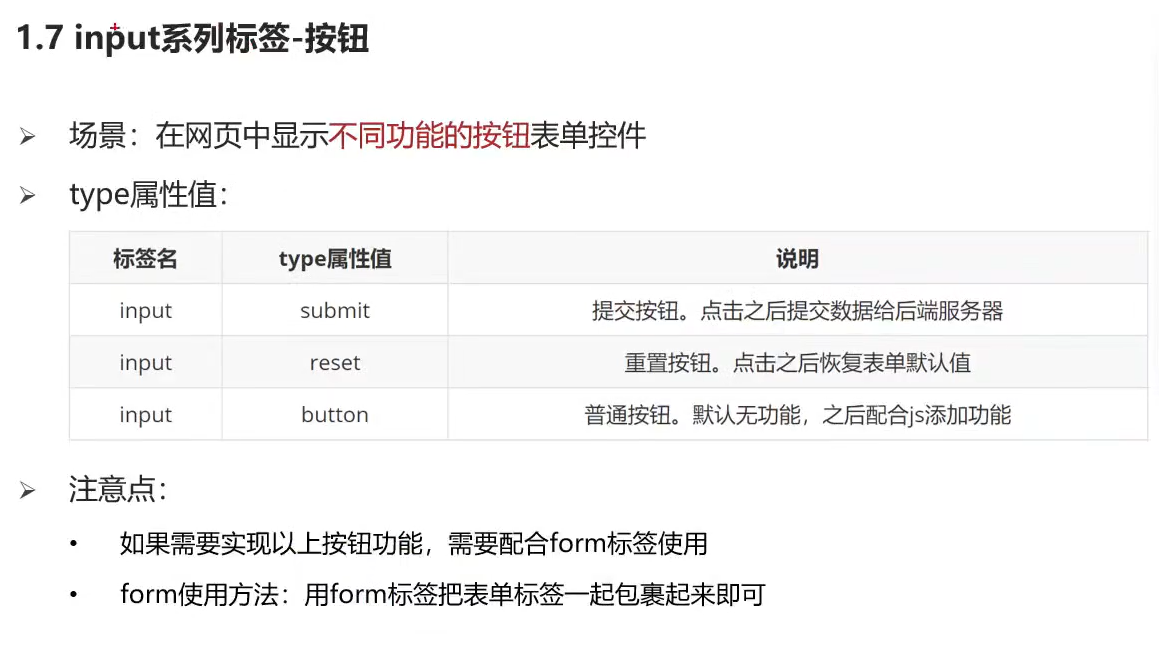 1.7 input系列标签-按钮
场景：在网页中显示不同功能的按钮表单控件
type属性值：
标签名 type属性值 说明
input submit 提交按钮。点击之后提交数据给后端服务器
input reset 重置按钮。点击之后恢复表单默认值
input button 普通按钮。默认无功能，之后配合js添加功能
注意点：
• 如果需要实现以上按钮功能，需要配合form标签使用
• form使用方法：用form标签把表单标签一起包裹起来即可